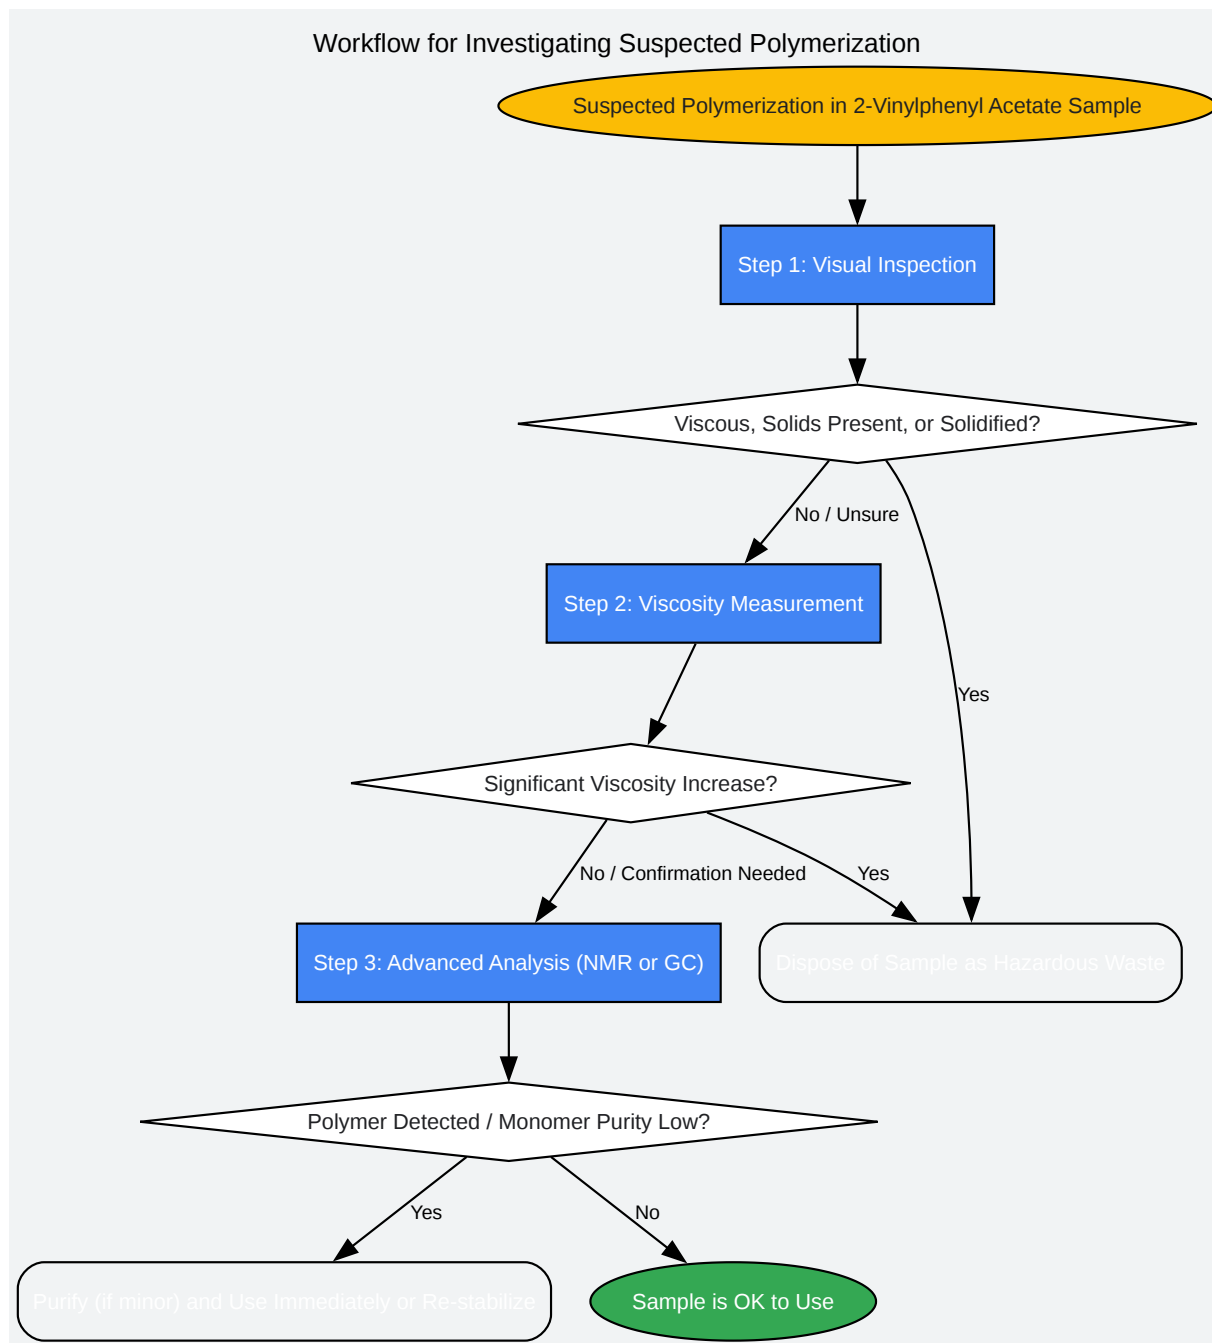 Workflow for Investigating Suspected Polymerization
Suspected Polymerization in 2-Vinylphenyl Acetate Sample
Step 1: Visual Inspection
Viscous, Solids Present, or Solidified?
No / Unsure
Step 2: Viscosity Measurement
Yes
Significant Viscosity Increase?
No / Confirmation Needed
Yes
Step 3: Advanced Analysis (NMR or GC)
Dispose of Sample as Hazardous Waste
Polymer Detected / Monomer Purity Low?
Yes
No
Purify (if minor) and Use Immediately or Re-stabilize
Sample is OK to Use